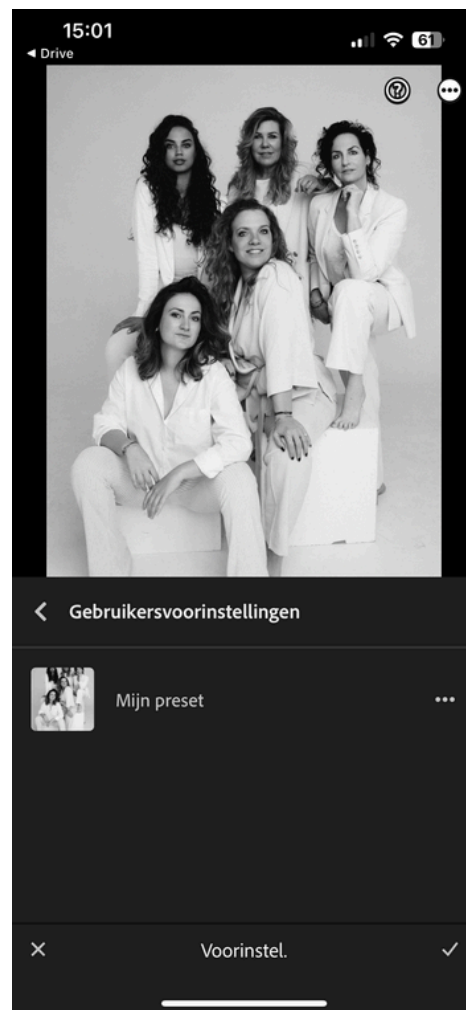 15:01
61
◀ Drive
Gebruikersvoorinstellingen
Mijn preset
Voorinstel.